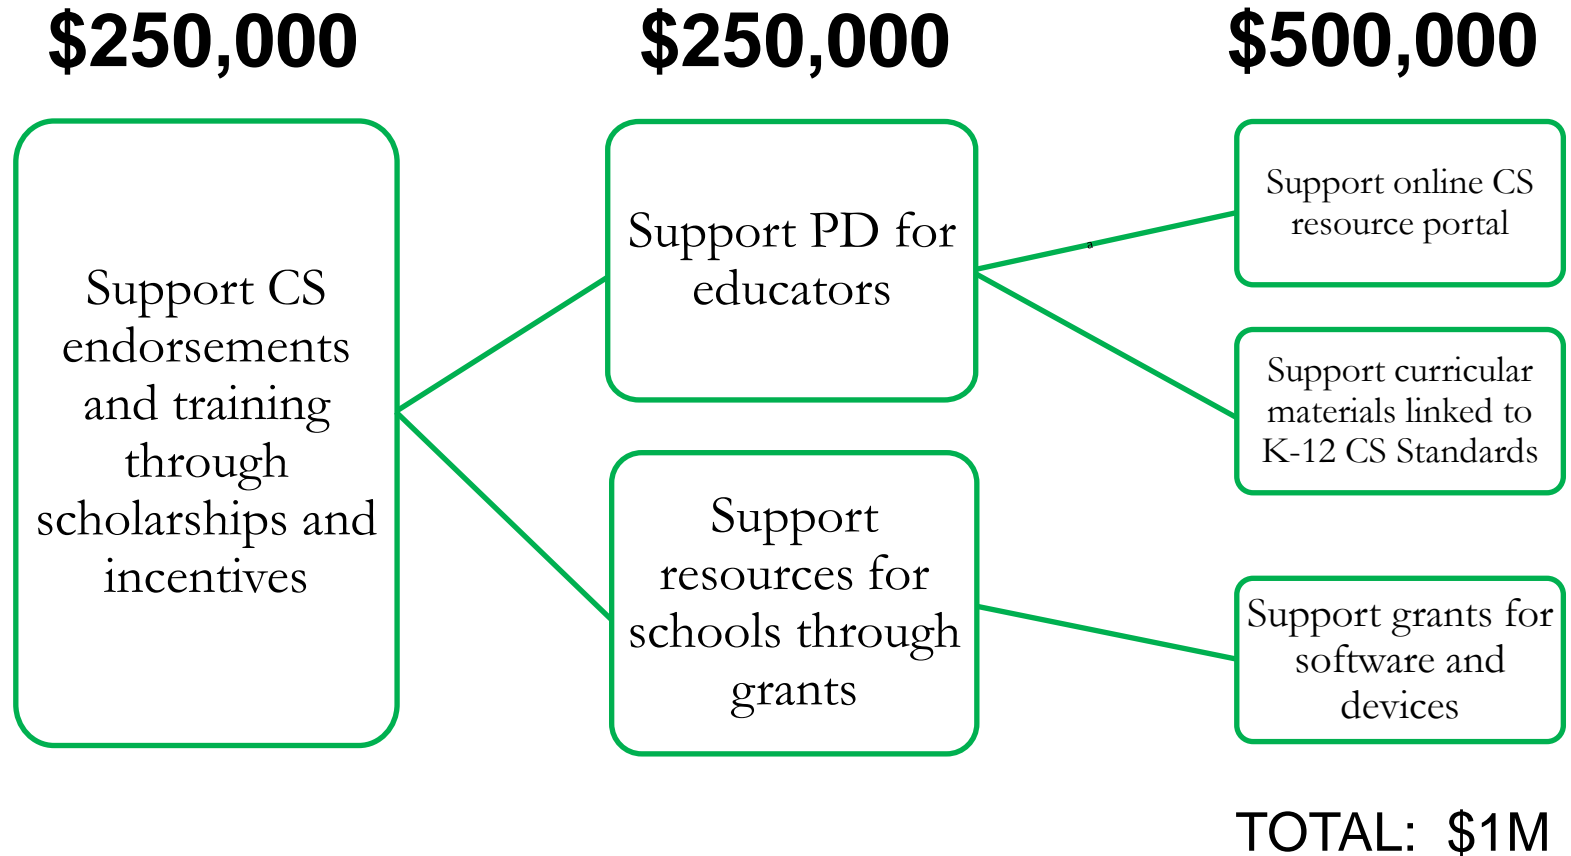 $250,000
$250,000
$500,000
Support CS
endorsements
and training
through
scholarships and
incentives
Support PD for
educators
Support
resources for
schools through
grants
a
Support online CS
resource portal
Support curricular
materials linked to
K-12 CS Standards
Support grants for
software and
devices
TOTAL: $1M